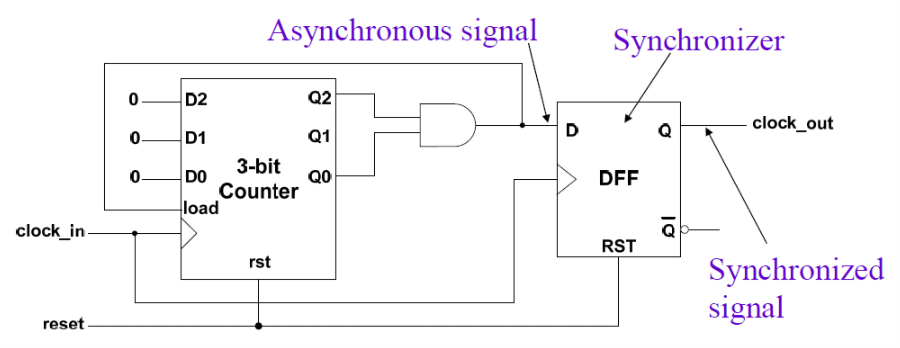 Asynchronous signal
Synchronizer
0 D2 Q2
0 D1 Q1
0 D0 Q0
3-bit
Counter
load
clock_in
rst
reset
D Q
DFF
Q
RST
clock_out
Synchronized
signal